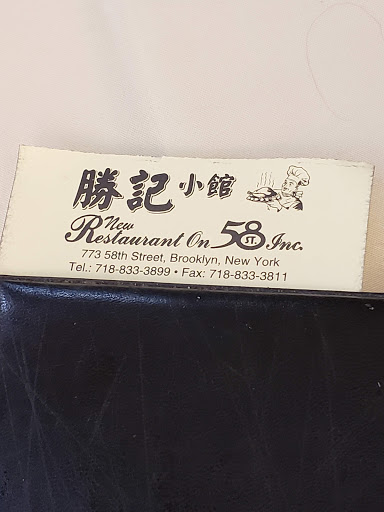 勝記小館
New Restaurant On 58 ST. Inc.
773 58th Street, Brooklyn, New York
Tel.: 718-833-3899 • Fax: 718-833-3811